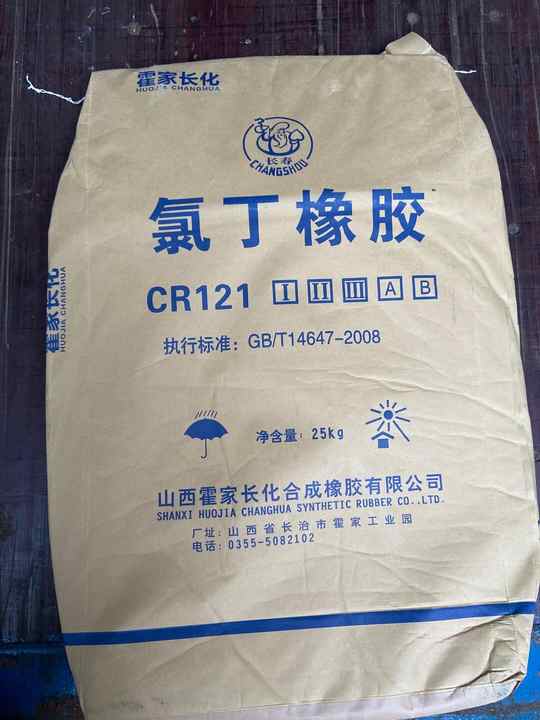 霍家长化
HUOJIA CHANGHUA
长春
CHANGSHOU
氯丁橡胶
CR121 I II III A B
执行标准：GB/T14647-2008
霍家长化
HUOJIA CHANGHUA
净含量：25kg
山西霍家长化合成橡胶有限公司
SHANXI HUOJIA CHANGHUA SYNTHETIC RUBBER CO.,LTD.
厂址：山西省长治市霍家工业园
电话：0355-5082102